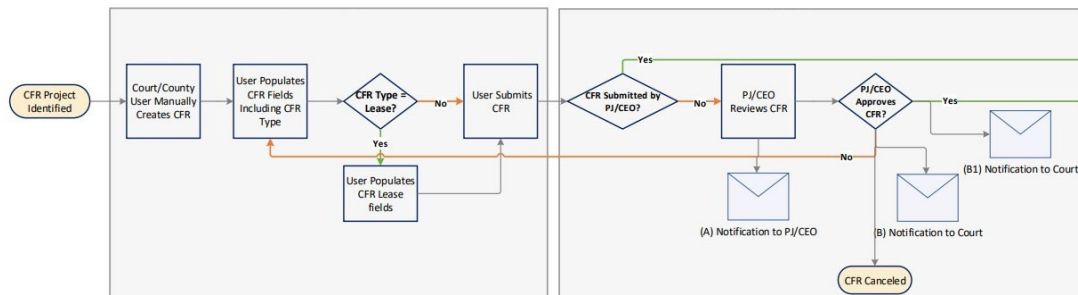 CFR Project
Identified
Court/County
User Manually
Creates CFR
User Populates
CFR Fields
Including CFR
Type
CFR Type =
Lease?
No
Yes
User Populates
CFR Lease
fields
User Submits
CFR
CFR Submitted by
PJ/CEO?
Yes
No
PJ/CEO
Reviews CFR
(A) Notification to PJ/CEO
PJ/CEO
Approves
CFR?
Yes
No
(B1) Notification to Court
(B) Notification to Court
CFR Canceled